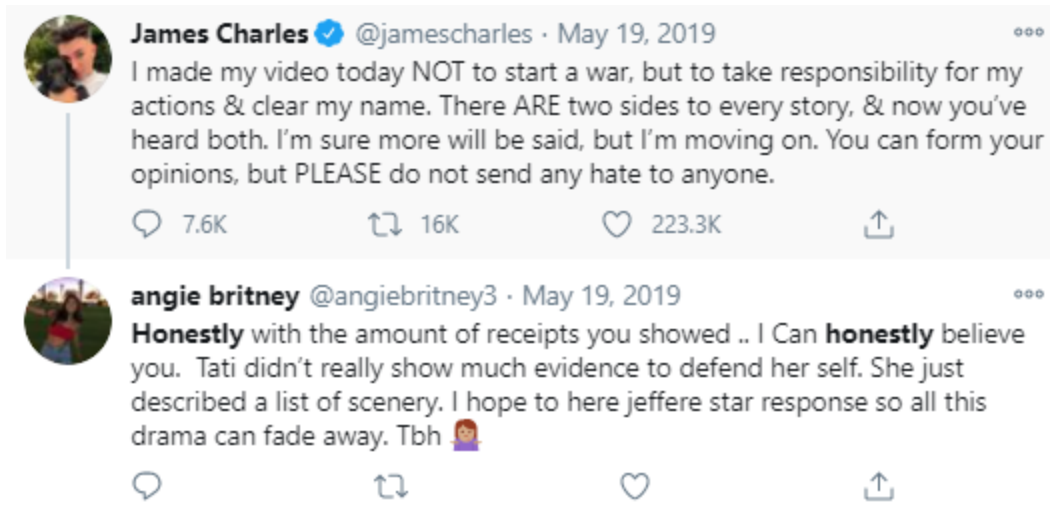 James Charles @jamescharles · May 19, 2019
I made my video today NOT to start a war, but to take responsibility for my
actions & clear my name. There ARE two sides to every story, & now you've
heard both. I'm sure more will be said, but I'm moving on. You can form your
opinions, but PLEASE do not send any hate to anyone.
7.6K 16K 223.3K
angie britney @angiebritney3 · May 19, 2019
Honestly with the amount of receipts you showed .. I Can honestly believe
you.  Tati didn't really show much evidence to defend her self. She just
described a list of scenery. I hope to here jeffere star response so all this
drama can fade away. Tbh 🤷🏽‍♀️